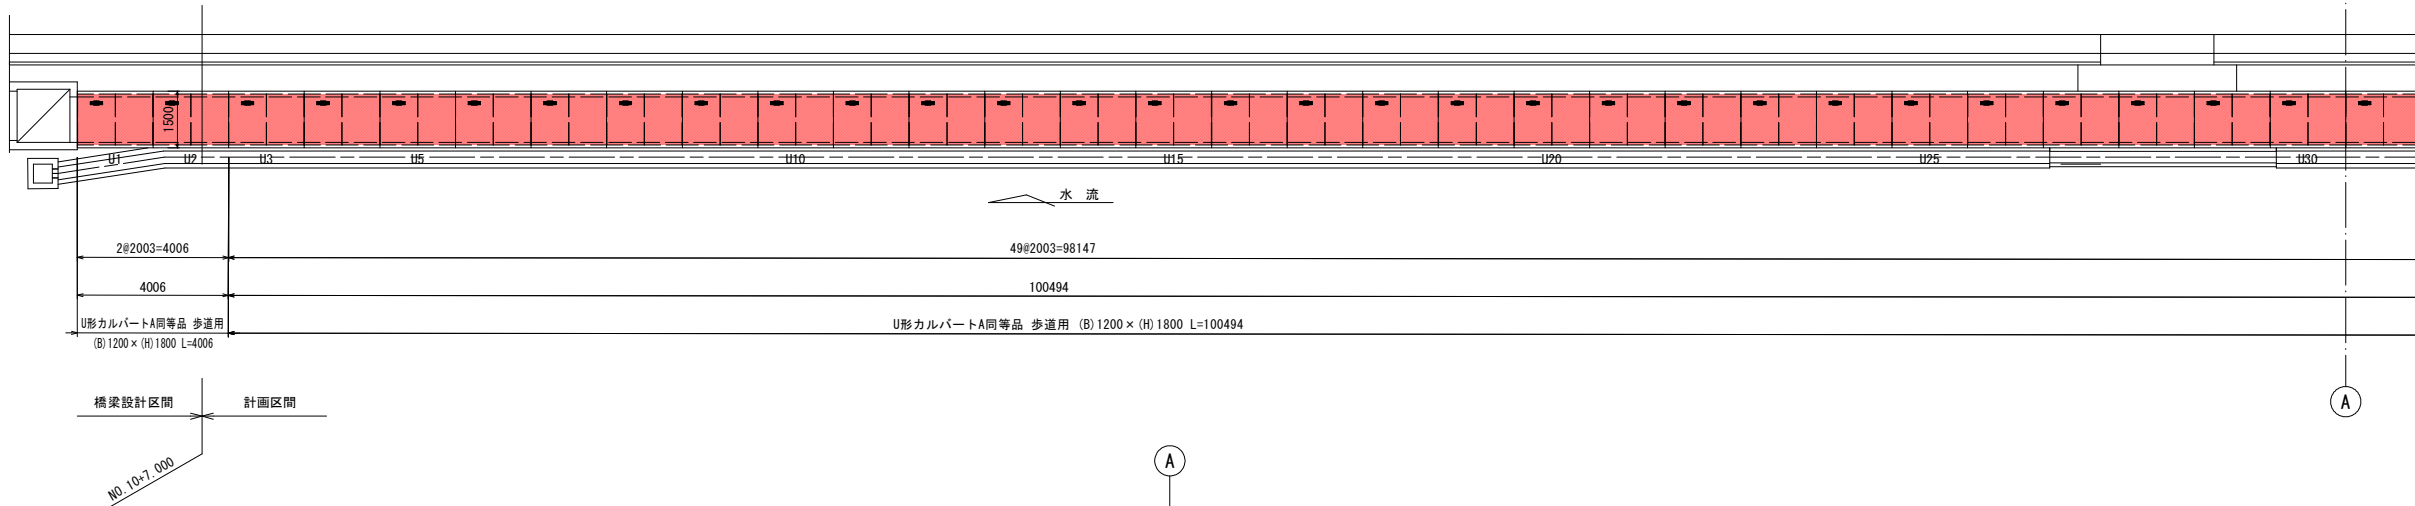 1500
U1
U2
U3
U5
U10
U15
U20
U25
U30
水 流
2@2003=4006
49@2003=98147
4006
100494
U形カルバートA同等品 歩道用
(B)1200×(H)1800 L=4006
U形カルバートA同等品 歩道用 (B)1200×(H)1800 L=100494
橋梁設計区間
計画区間
A
A
NO.10+7.000